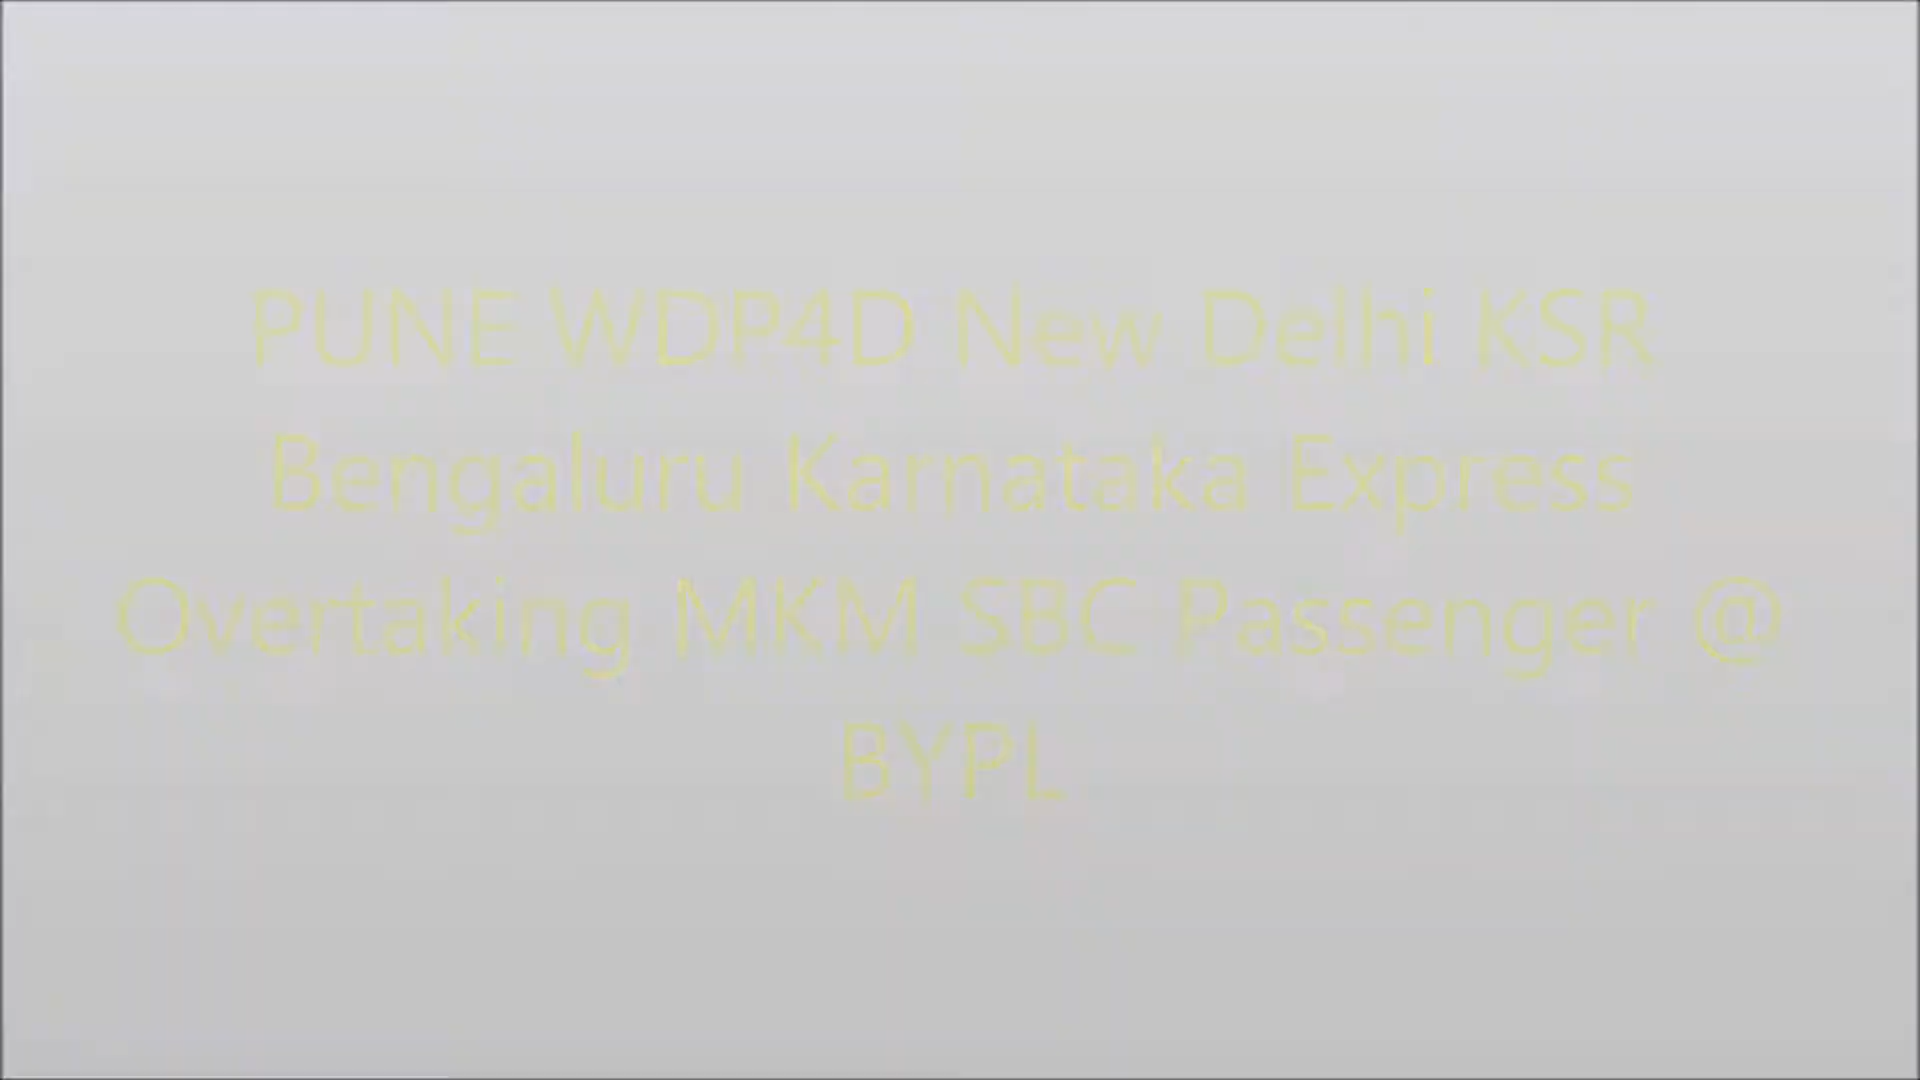 PUNE WDP4D New Delhi KSR
Bengaluru Karnataka Express
Overtaking MKM SBC Passenger @
BYPL